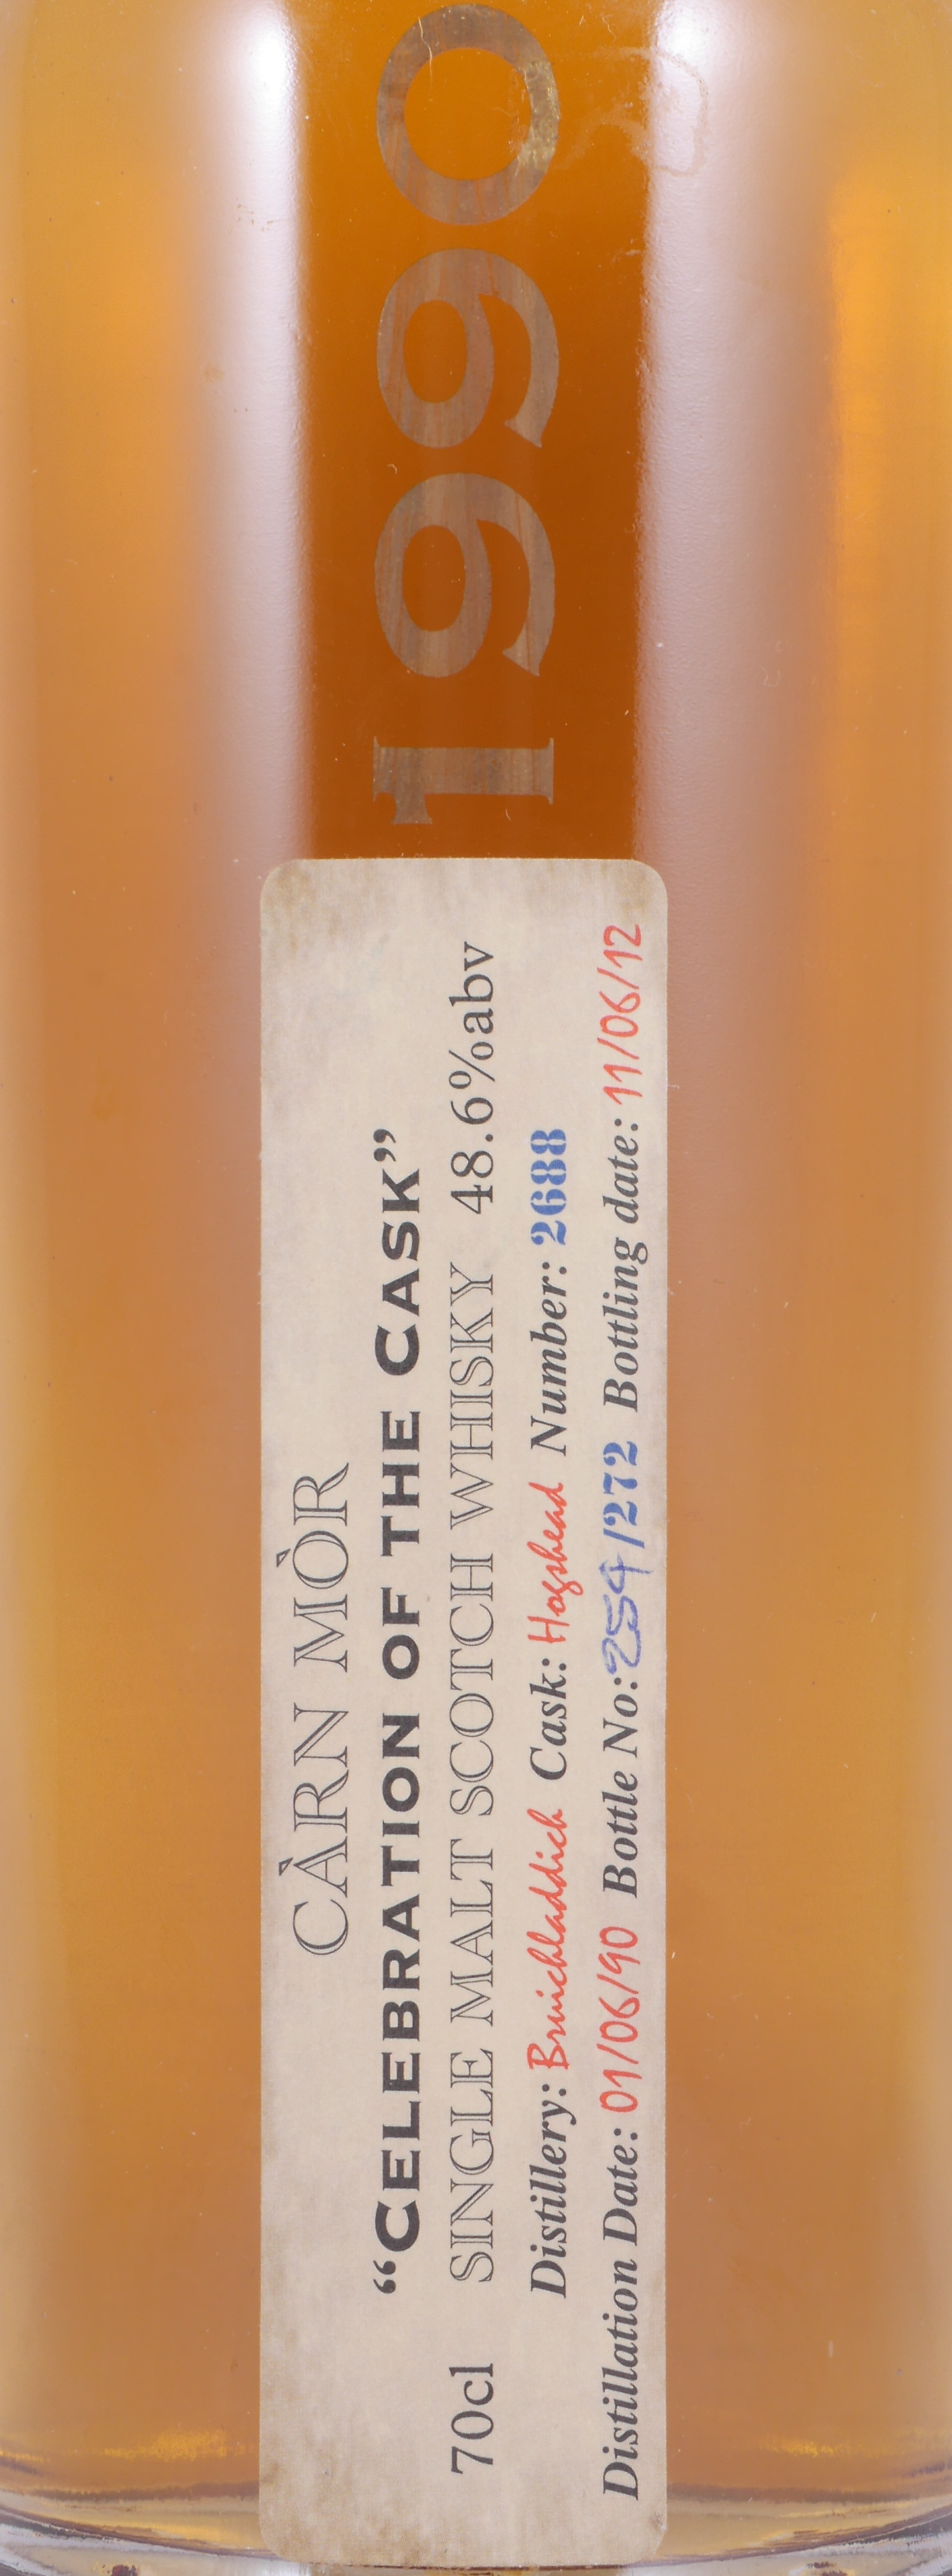 1990
CÀRN MÒR
“CELEBRATION OF THE CASK”
70cl SINGLE MALT SCOTCH WHISKY 48.6%abv
Distillery: Bruichladdich Cask: Hogshead Number: 2688
Distillation Date: 01/06/90 Bottle No: 254/272 Bottling date: 11/06/12